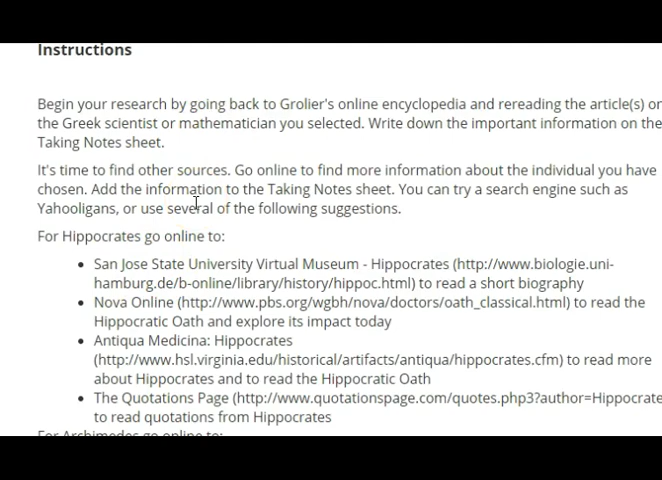 Instructions
Begin your research by going back to Grolier's online encyclopedia and rereading the article(s) or
the Greek scientist or mathematician you selected. Write down the important information on the
Taking Notes sheet.
It's time to find other sources. Go online to find more information about the individual you have
chosen. Add the information to the Taking Notes sheet. You can try a search engine such as
Yahooligans, or use several of the following suggestions.
For Hippocrates go online to:
• San Jose State University Virtual Museum - Hippocrates (http://www.biologie.uni-
hamburg.de/b-online/library/history/hippoc.html) to read a short biography
• Nova Online (http://www.pbs.org/wgbh/nova/doctors/oath_classical.html) to read the
Hippocratic Oath and explore its impact today
• Antiqua Medicina: Hippocrates
(http://www.hsl.virginia.edu/historical/artifacts/antiqua/hippocrates.cfm) to read more
about Hippocrates and to read the Hippocratic Oath
• The Quotations Page (http://www.quotationspage.com/quotes.php3?author=Hippocrate
to read quotations from Hippocrates
For Archimedes go online to: